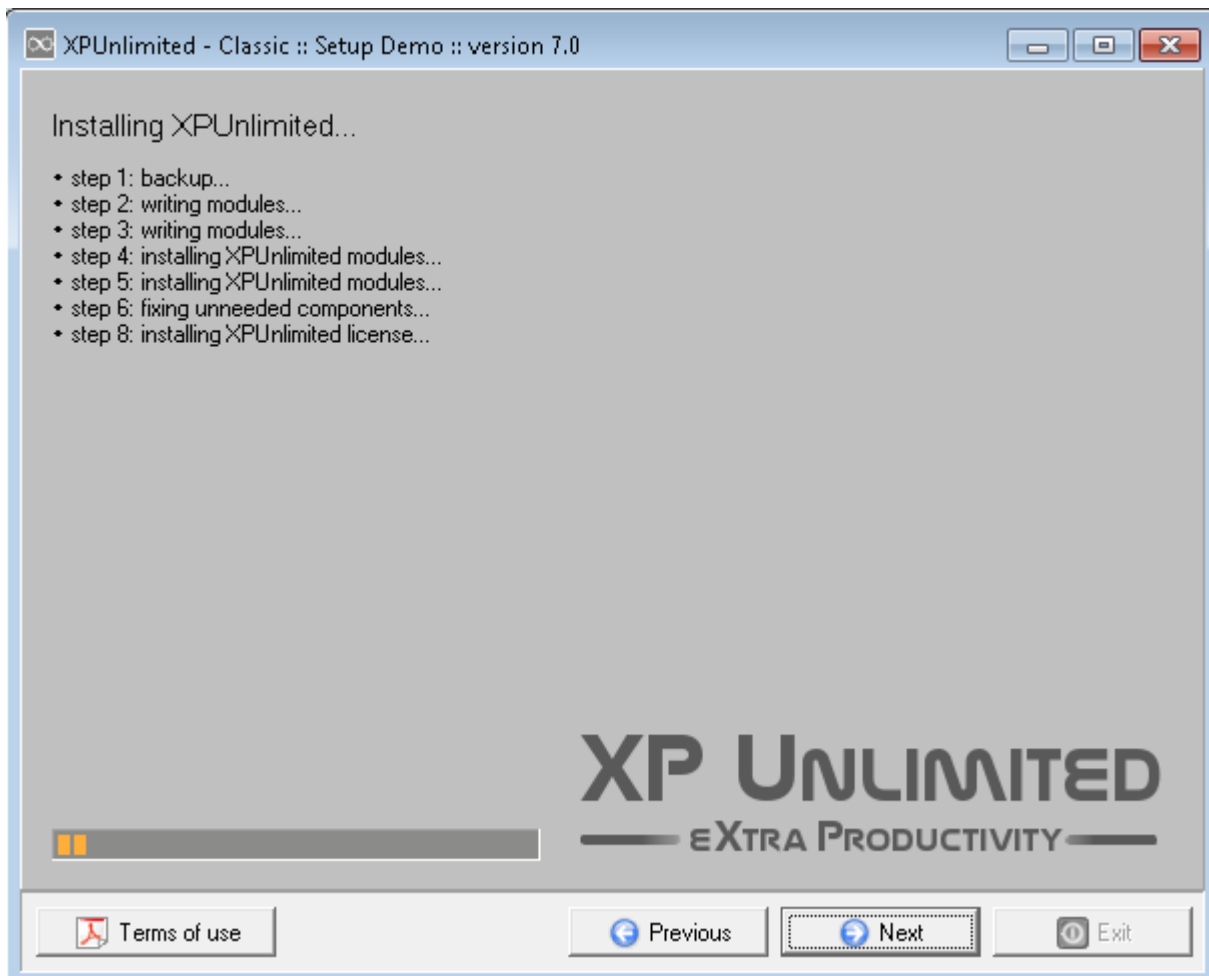 XPUnlimited - Classic :: Setup Demo :: version 7.0
Installing XPUnlimited...
• step 1: backup...
• step 2: writing modules...
• step 3: writing modules...
• step 4: installing XPUnlimited modules...
• step 5: installing XPUnlimited modules...
• step 6: fixing unneeded components...
• step 8: installing XPUnlimited license...
XP UNLIMITED
EXTRA PRODUCTIVITY
Terms of use
Previous
Next
Exit